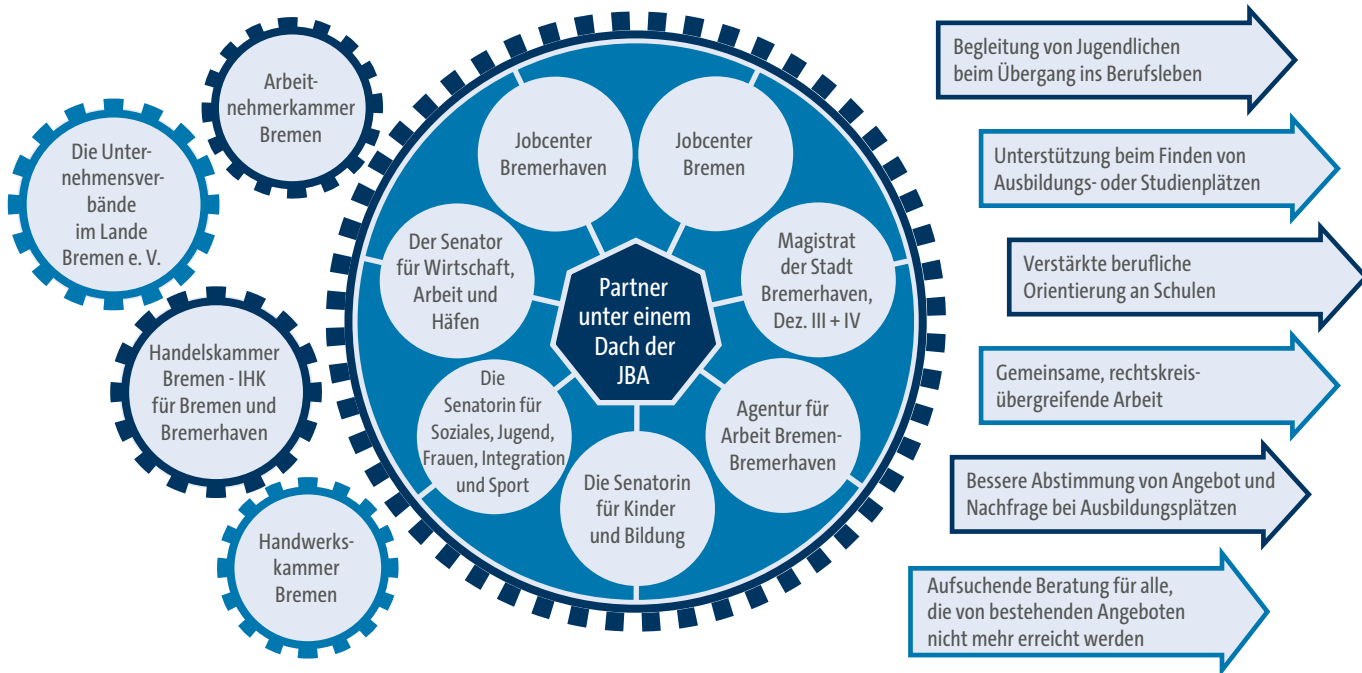 Arbeit-
nehmerkammer
Bremen
Die Unter-
nehmensver-
bände
im Lande
Bremen e. V.
Handelskammer
Bremen - IHK
für Bremen und
Bremerhaven
Handwerks-
kammer
Bremen
Jobcenter
Bremerhaven
Jobcenter
Bremen
Der Senator
für Wirtschaft,
Arbeit und
Häfen
Magistrat
der Stadt
Bremerhaven,
Dez. III + IV
Partner
unter einem
Dach der
JBA
Die
Senatorin für
Soziales, Jugend,
Frauen, Integration
und Sport
Agentur für
Arbeit Bremen-
Bremerhaven
Die Senatorin
für Kinder
und Bildung
Begleitung von Jugendlichen
beim Übergang ins Berufsleben
Unterstützung beim Finden von
Ausbildungs- oder Studienplätzen
Verstärkte berufliche
Orientierung an Schulen
Gemeinsame, rechtskreis-
übergreifende Arbeit
Bessere Abstimmung von Angebot und
Nachfrage bei Ausbildungsplätzen
Aufsuchende Beratung für alle,
die von bestehenden Angeboten
nicht mehr erreicht werden